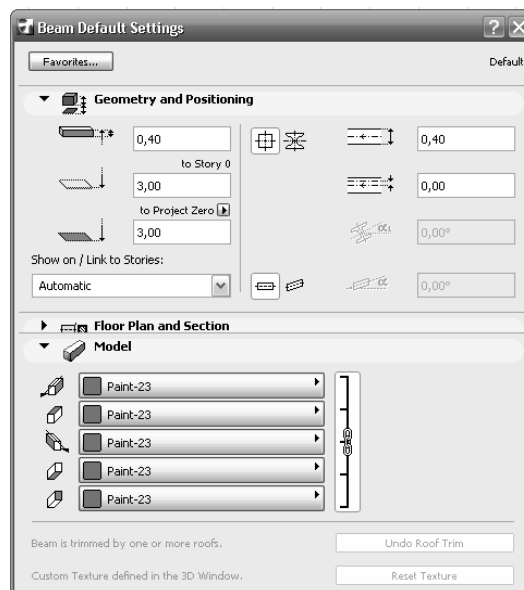 Beam Default Settings
Favorites...
Default
Geometry and Positioning
0,40
0,40
to Story 0
3,00
0,00
to Project Zero
3,00
α1
0,00°
Show on / Link to Stories:
Automatic
α
0,00°
Floor Plan and Section
Model
Paint-23
Paint-23
Paint-23
Paint-23
Paint-23
Beam is trimmed by one or more roofs.
Undo Roof Trim
Custom Texture defined in the 3D Window.
Reset Texture